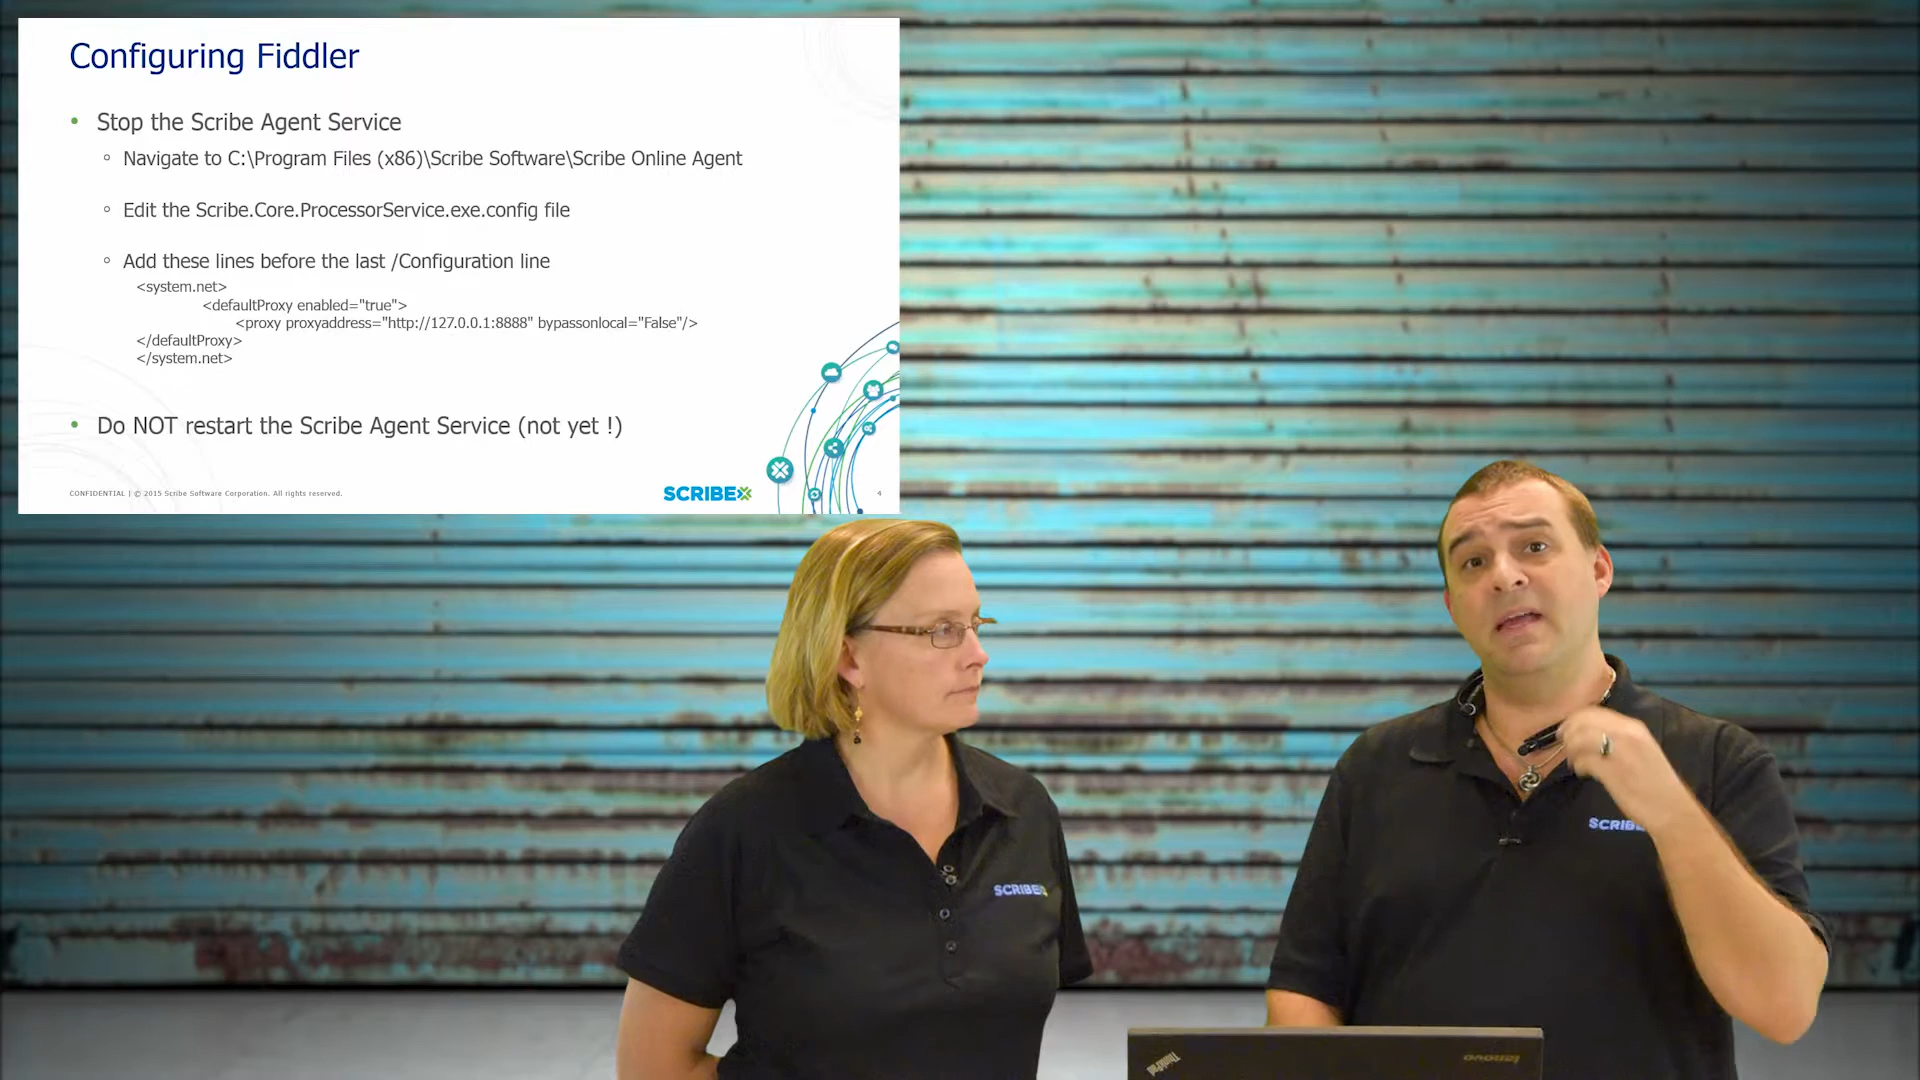 Configuring Fiddler
• Stop the Scribe Agent Service
◦ Navigate to C:\Program Files (x86)\Scribe Software\Scribe Online Agent
◦ Edit the Scribe.Core.ProcessorService.exe.config file
◦ Add these lines before the last /Configuration line
<system.net>
<defaultProxy enabled="true">
<proxy proxyaddress="http://127.0.0.1:8888" bypassonlocal="False"/>
</defaultProxy>
</system.net>
• Do NOT restart the Scribe Agent Service (not yet !)
CONFIDENTIAL | © 2015 Scribe Software Corporation. All rights reserved.
SCRIBE
4
SCRIBE
SCRIBE
ThinkPad
lenovo